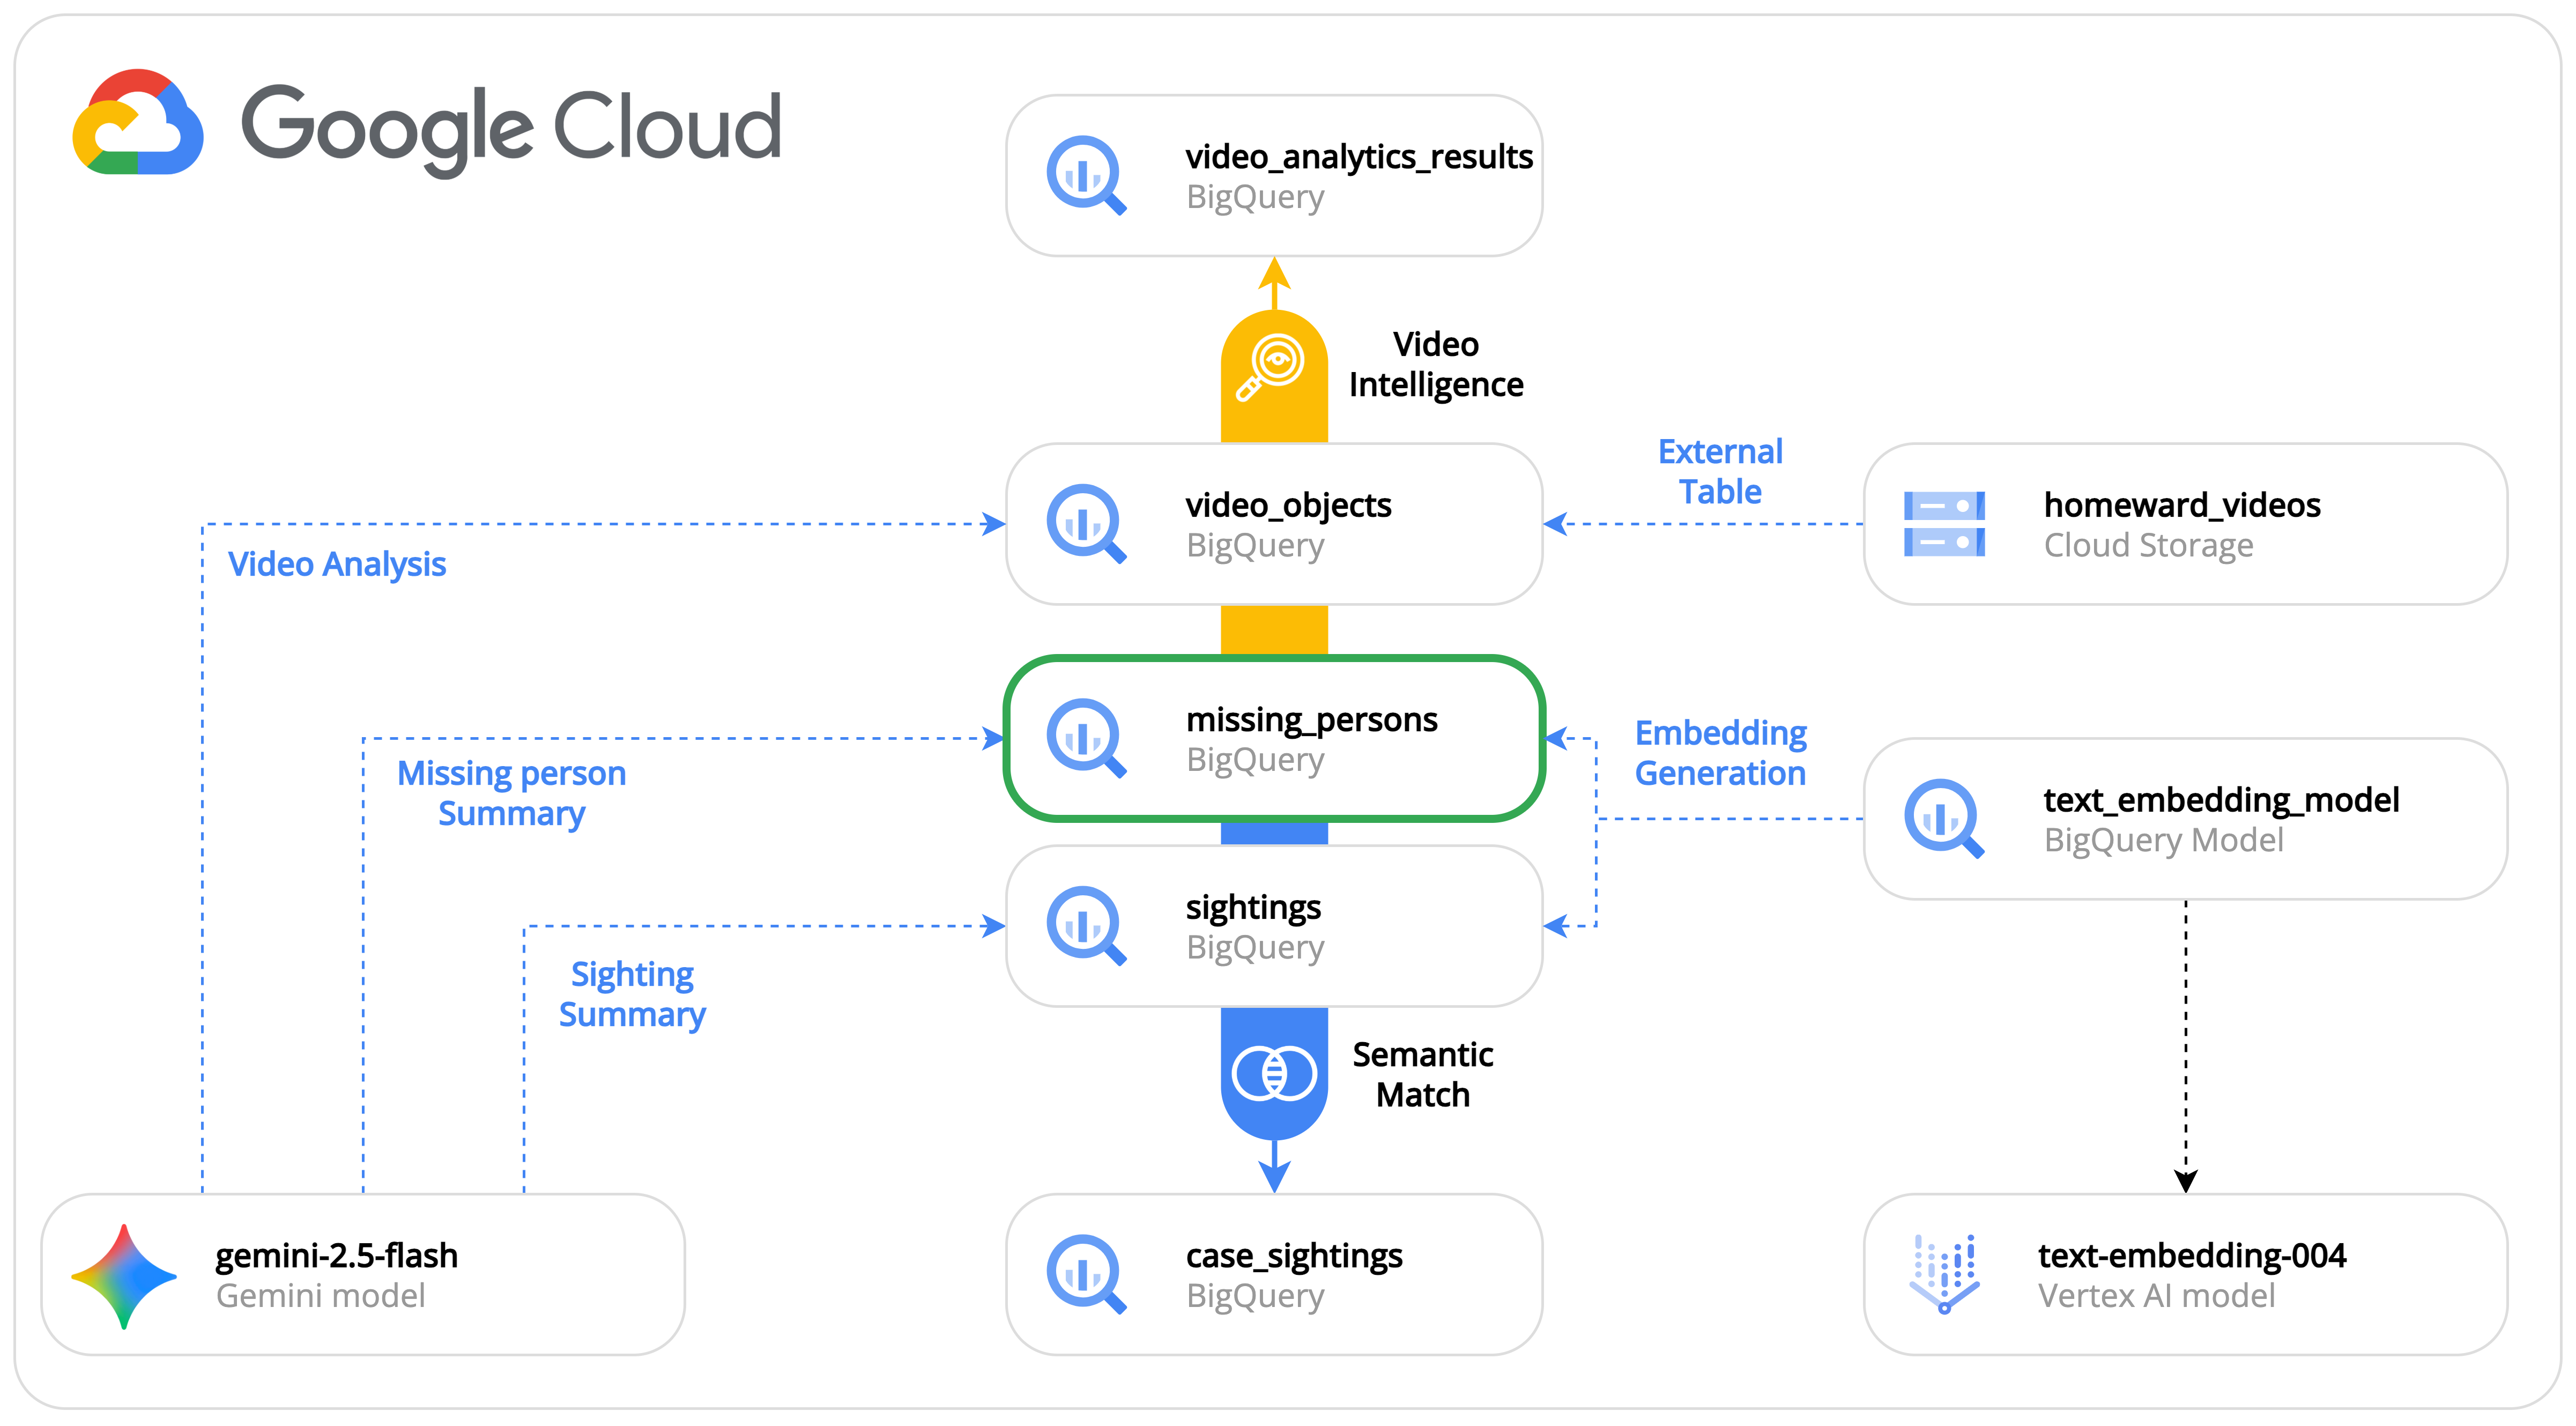 Google Cloud
video_analytics_results
BigQuery
Video
Intelligence
External
Table
video_objects
BigQuery
homeward_videos
Cloud Storage
Video Analysis
missing_persons
BigQuery
Embedding
Generation
Missing person
Summary
text_embedding_model
BigQuery Model
sightings
BigQuery
Sighting
Summary
Semantic
Match
gemini-2.5-flash
Gemini model
case_sightings
BigQuery
text-embedding-004
Vertex AI model